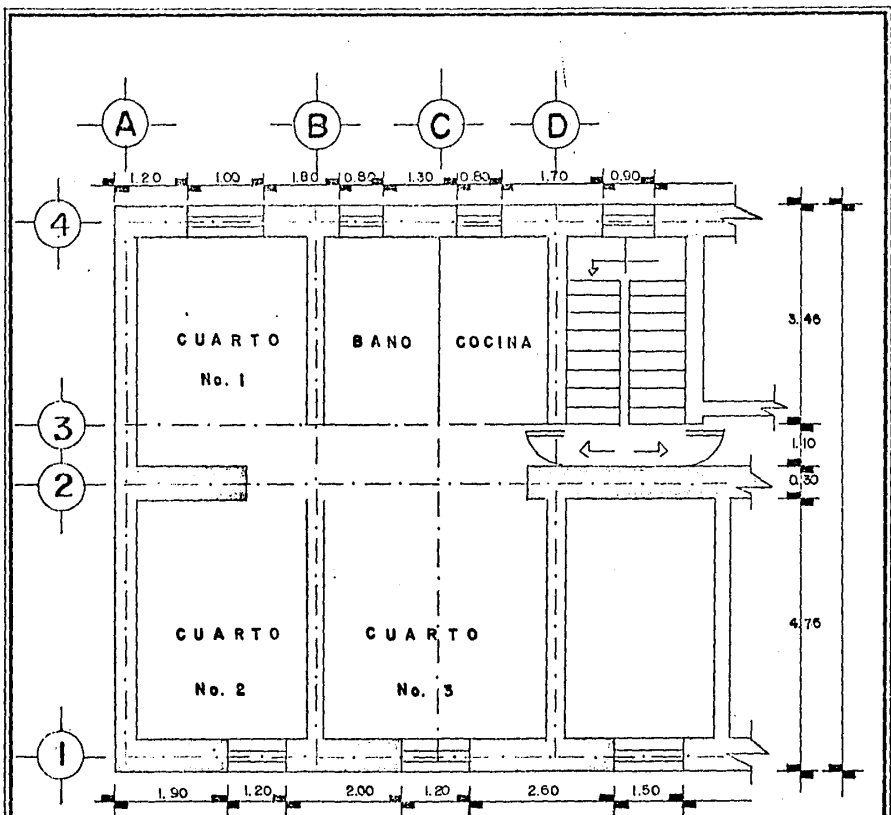 A B C D
1.20 1.00 1.80 0.80 1.30 0.80 1.70 0.90
4
3.46
CUARTO BANO COCINA
No. 1
3
1.10
2
0.30
4.76
CUARTO CUARTO
No. 2 No. 3
1
1.90 1.20 2.00 1.20 2.60 1.50